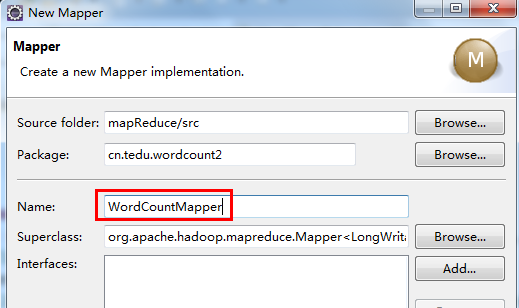 New Mapper
Mapper
Create a new Mapper implementation.
M
Source folder: mapReduce/src Browse...
Package: cn.tedu.wordcount2 Browse...
Name: WordCountMapper
Superclass: org.apache.hadoop.mapreduce.Mapper<LongWrita Browse...
Interfaces: Add...